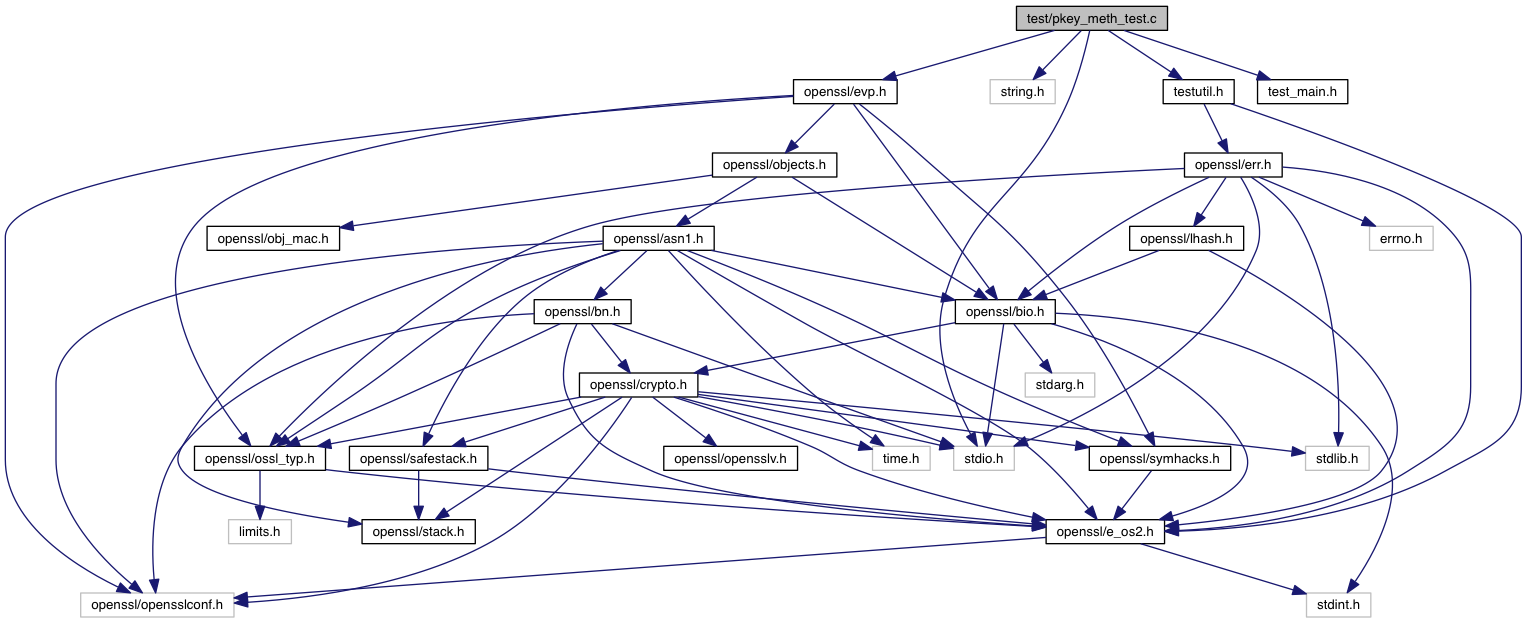 test/pkey_meth_test.c
openssl/evp.h
string.h
testutil.h
test_main.h
openssl/objects.h
openssl/err.h
openssl/obj_mac.h
openssl/asn1.h
openssl/lhash.h
errno.h
openssl/bn.h
openssl/bio.h
openssl/crypto.h
stdarg.h
openssl/ossl_typ.h
openssl/safestack.h
openssl/opensslv.h
time.h
stdio.h
openssl/symhacks.h
stdlib.h
limits.h
openssl/stack.h
openssl/e_os2.h
openssl/opensslconf.h
stdint.h